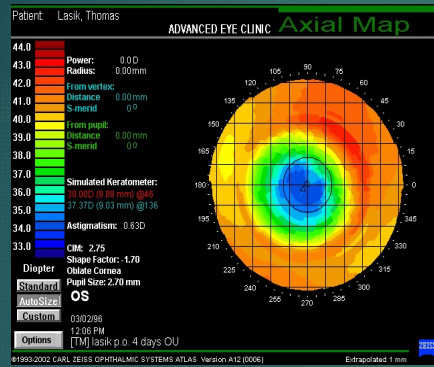 Patient Lasik, Thomas
ADVANCED EYE CLINIC Axial Map
44.0
43.0
42.0
41.0
40.0
39.0
38.0
37.0
36.0
35.0
34.0
33.0
Diopter
Standard
AutoSize
Custom
Options
Power: 0.0 D
Radius: 0.00 mm
From vertex:
Distance 0.00 mm
S-merid 0 º
From pupil:
Distance 0.00 mm
S-merid 0 º
Simulated Keratometer:
38.00D (8.88 mm) @46
37.37D (9.03 mm) @136
Astigmatism: 0.63D
CIM: 2.75
Shape Factor: -1.70
Oblate Cornea
Pupil Size: 2.70 mm
OS
03/02/96
12:06 PM
[TM] lasik p.o. 4 days OU
105 90 75
120 60
135 45
150 30
165 15
180 0
195 345
210 330
225 315
240
255 270 285
ZEISS
©1993-2002 CARL ZEISS OPHTHALMIC SYSTEMS ATLAS Version A12 (0006) Extrapolated 1 mm